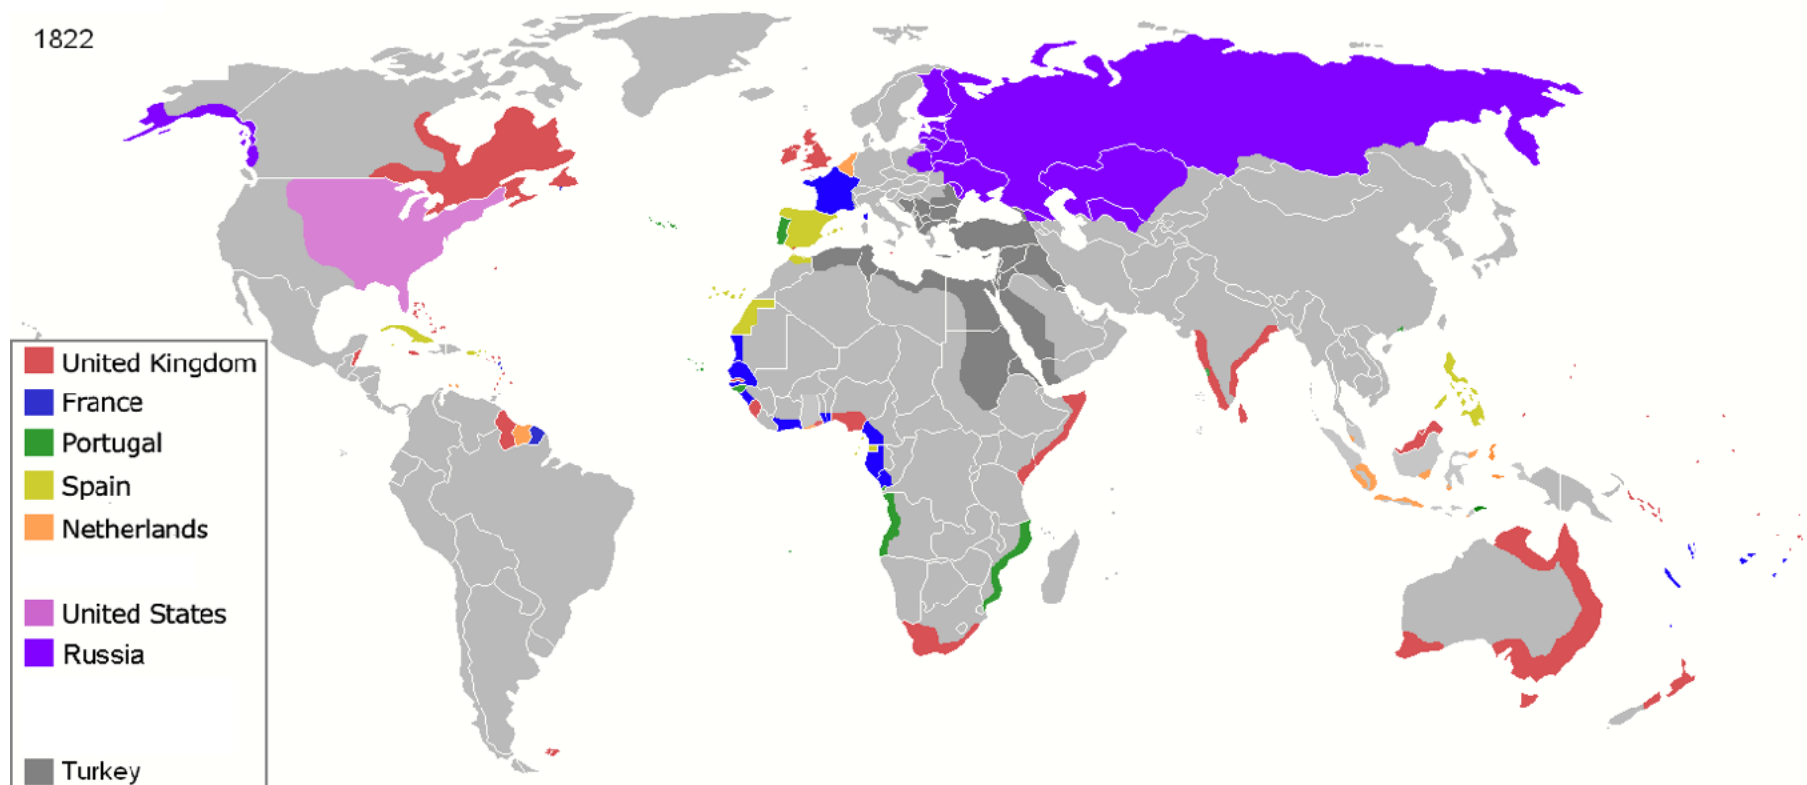 1822
United Kingdom
France
Portugal
Spain
Netherlands
United States
Russia
Turkey